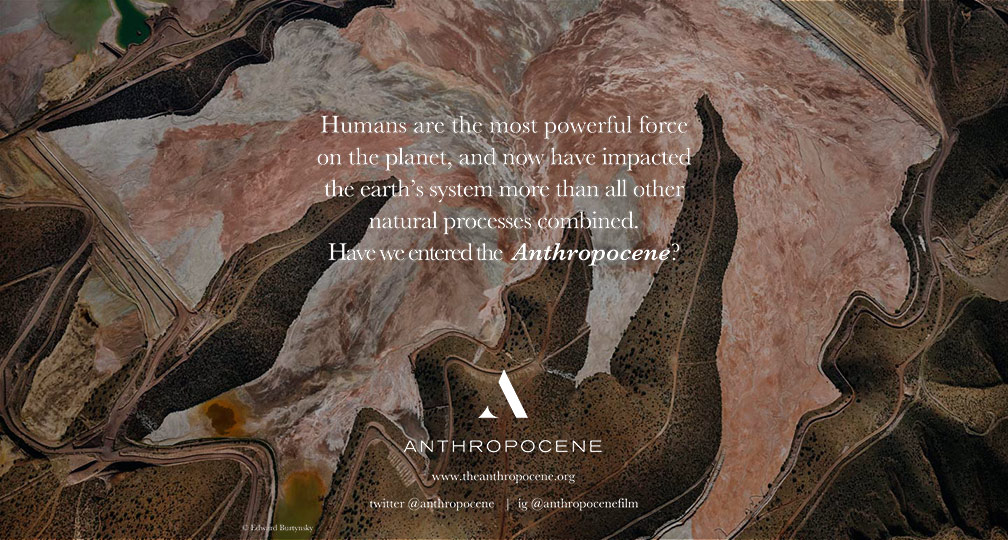 Humans are the most powerful force
on the planet, and now have impacted
the earth’s system more than all other
natural processes combined.
Have we entered the Anthropocene?
ANTHROPOCENE
www.theanthropocene.org
twitter @anthropocene | ig @anthropocenefilm
© Edward Burtynsky